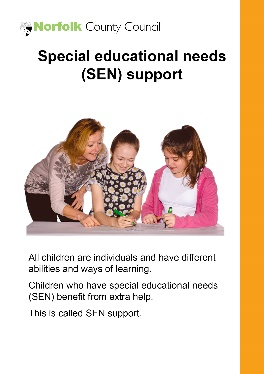 Norfolk County Council
Special educational needs
(SEN) support
All children are individuals and have different
abilities and ways of learning.
Children who have special educational needs
(SEN) benefit from extra help.
This is called SEN support.